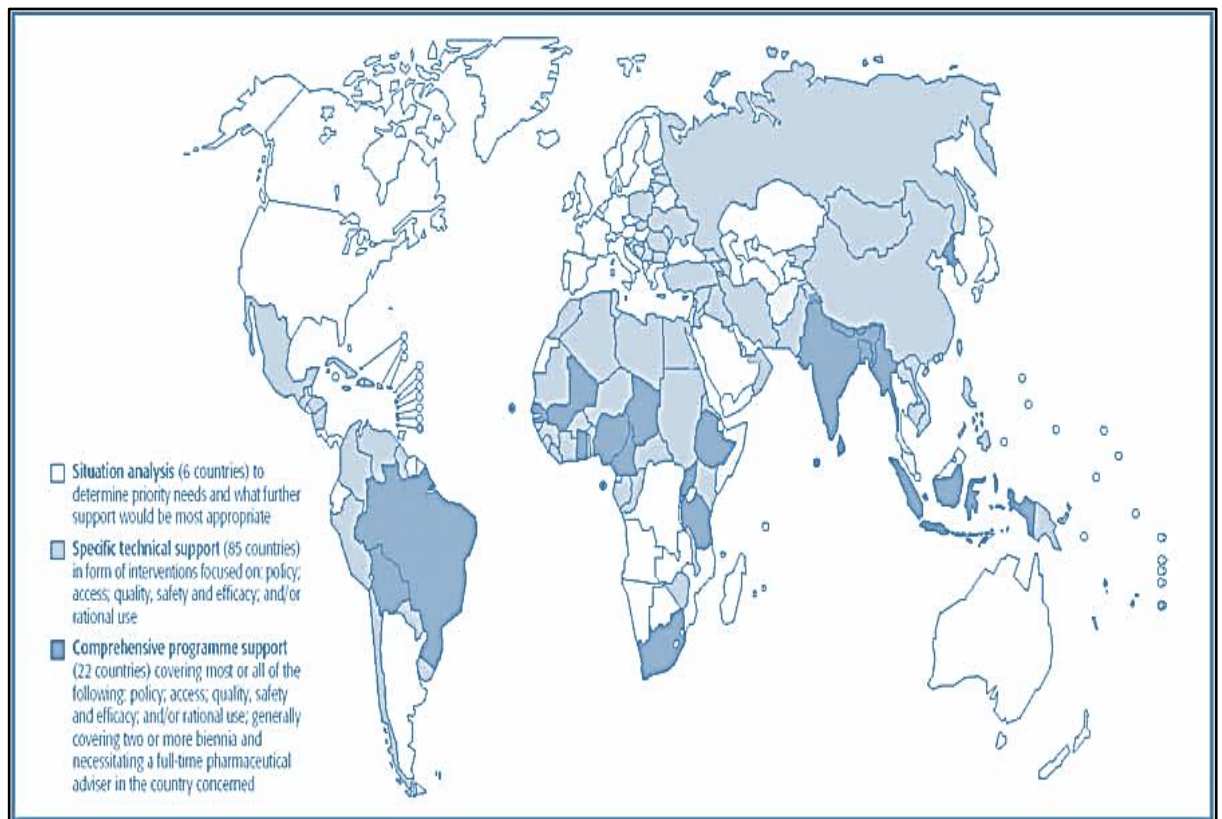 Situation analysis (6 countries) to
determine priority needs and what further
support would be most appropriate
Specific technical support (85 countries)
in form of interventions focused on: policy;
access; quality, safety and efficacy; and/or
rational use
Comprehensive programme support
(22 countries) covering most or all of the
following: policy; access; quality, safety
and efficacy; and/or rational use; generally
covering two or more biennia and
necessitating a full-time pharmaceutical
adviser in the country concerned